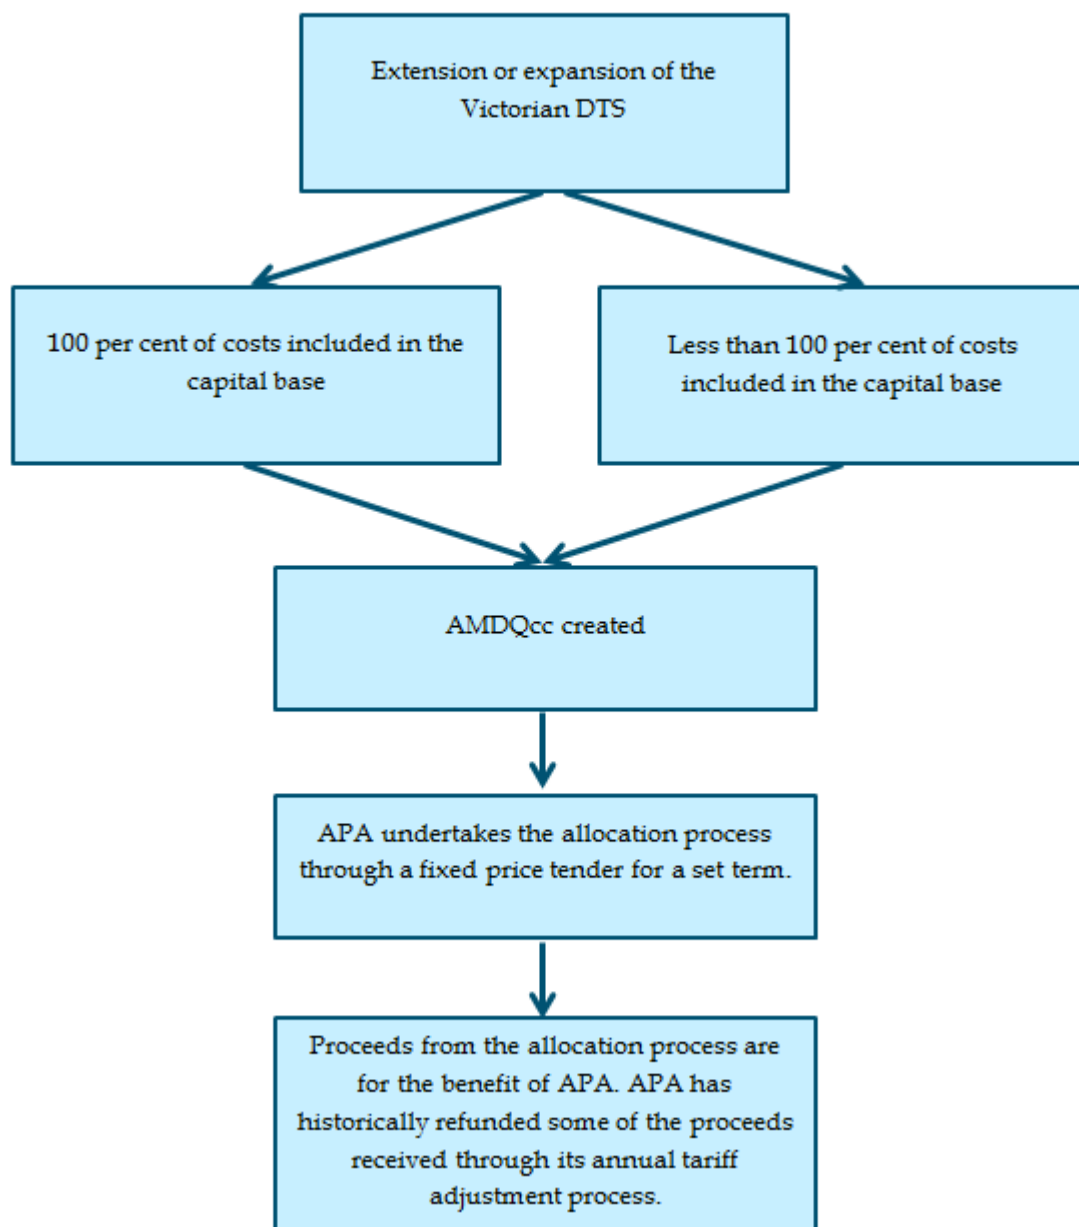 Extension or expansion of the
Victorian DTS
100 per cent of costs included in the
capital base
Less than 100 per cent of costs
included in the capital base
AMDQcc created
APA undertakes the allocation process
through a fixed price tender for a set term.
Proceeds from the allocation process are
for the benefit of APA. APA has
historically refunded some of the proceeds
received through its annual tariff
adjustment process.